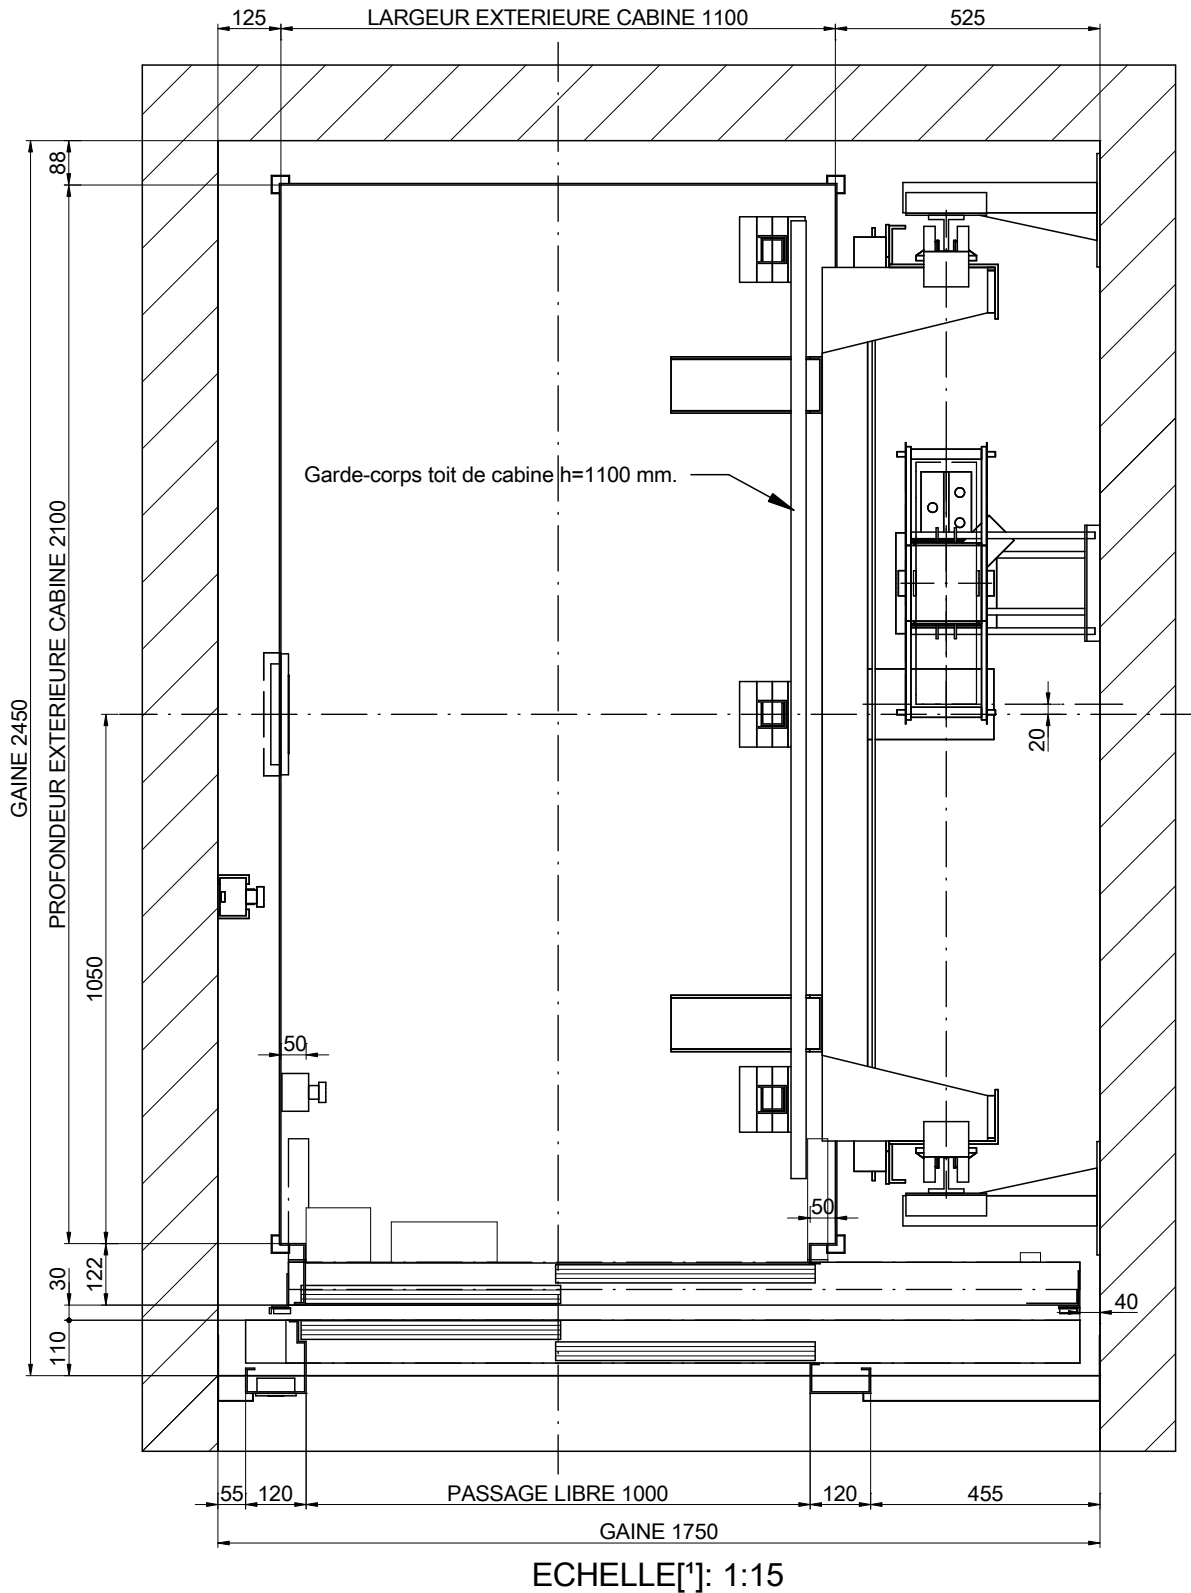 125
LARGEUR EXTERIEURE CABINE 1100
525
88
GAINE 2450
PROFONDEUR EXTERIEURE CABINE 2100
Garde-corps toit de cabine h=1100 mm.
20
1050
50
50
122
30
40
110
55
120
PASSAGE LIBRE 1000
120
455
GAINE 1750
ECHELLE[¹]: 1:15